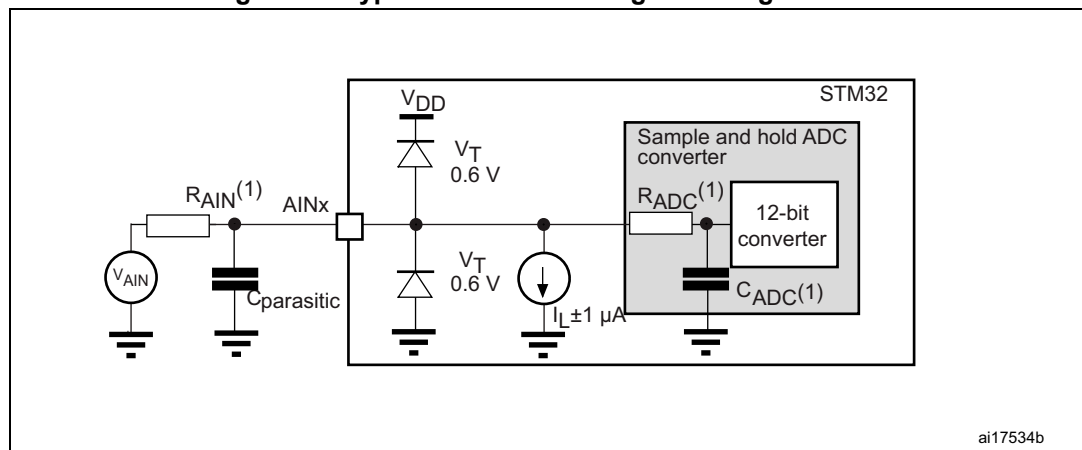 STM32
VDD
Sample and hold ADC
converter
VT
0.6 V
RAIN(1)
AINx
RADC(1)
12-bit
converter
VAIN
Cparasitic
VT
0.6 V
IL±1 µA
CADC(1)
ai17534b